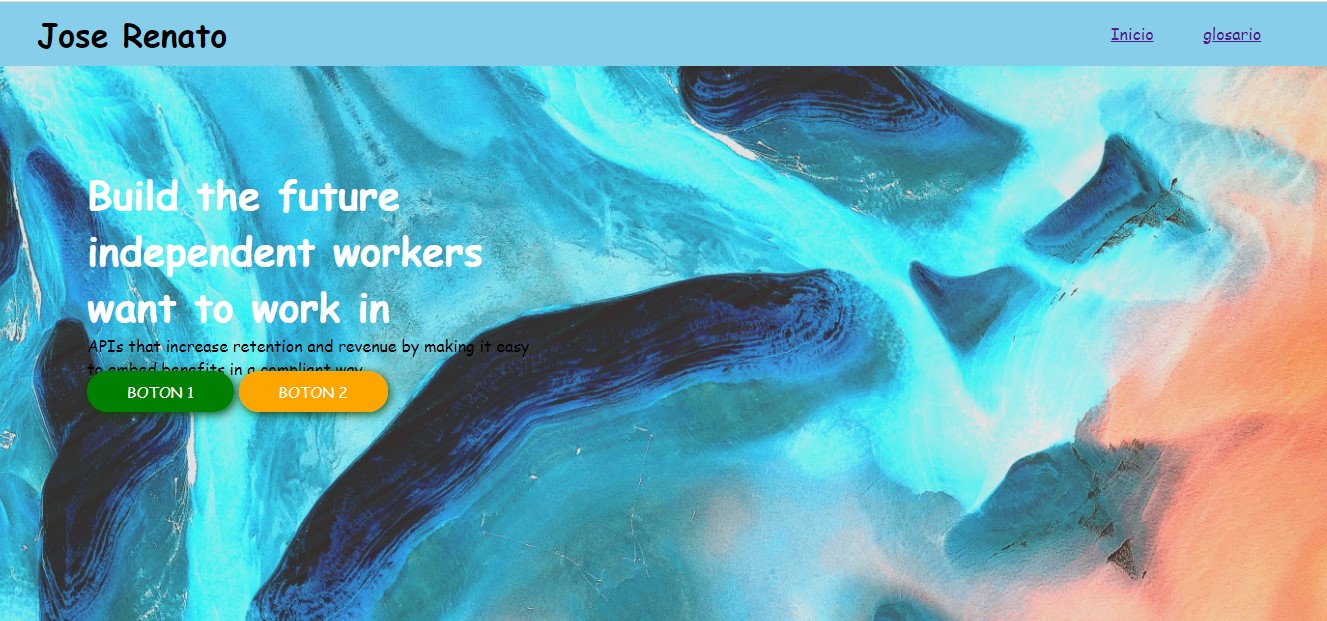 Jose Renato
Inicio
glosario
Build the future
independent workers
want to work in
APIs that increase retention and revenue by making it easy
to embed benefits in a compliant way
BOTON 1
BOTON 2